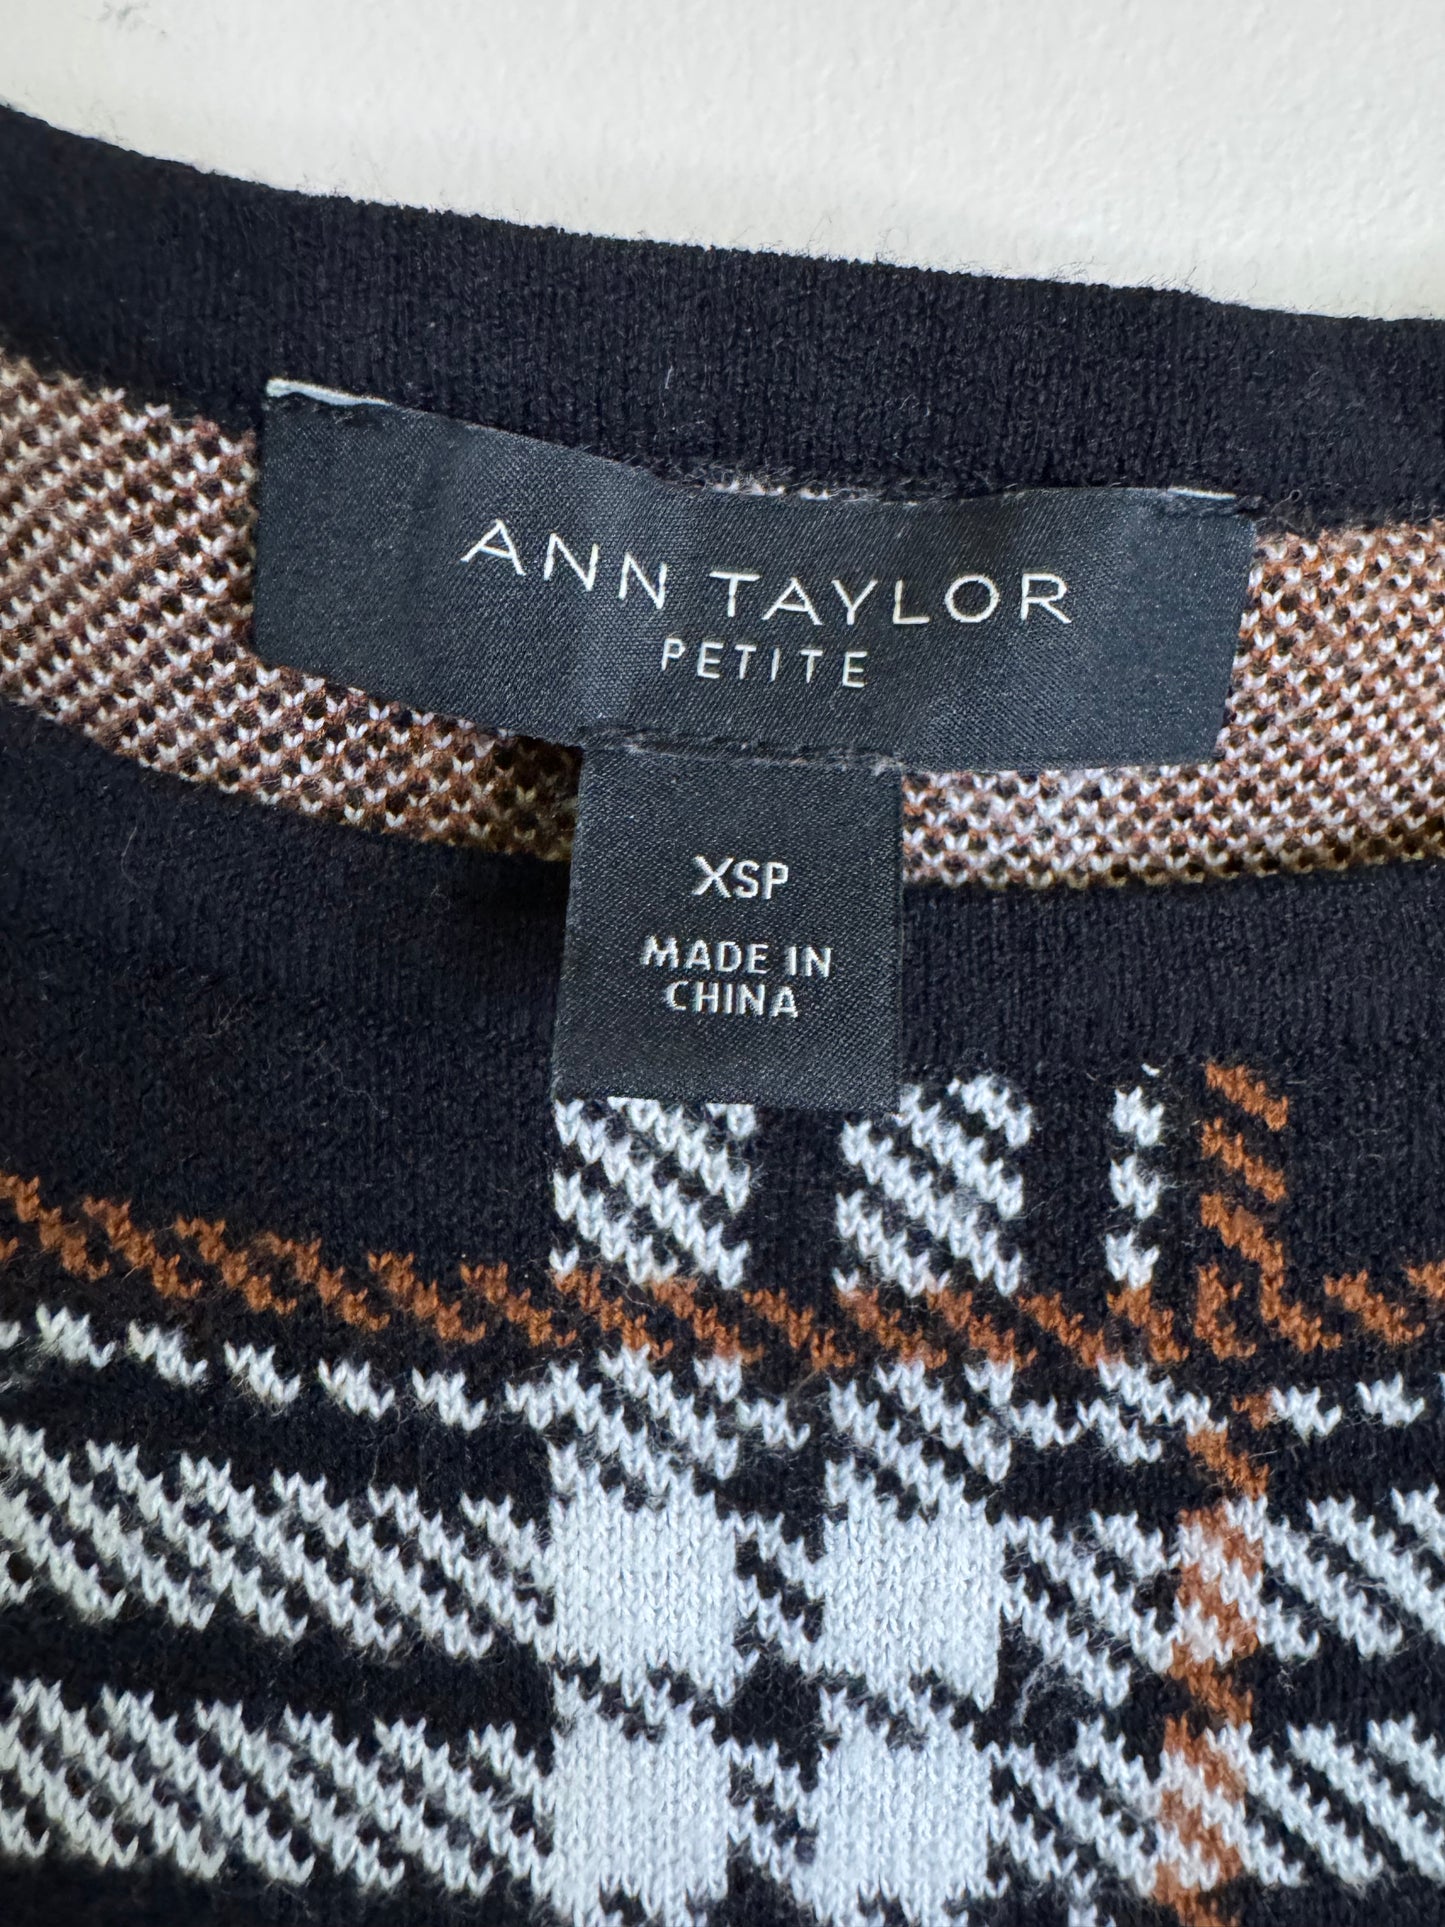 ANN TAYLOR
PETITE
XSP
MADE IN
CHINA